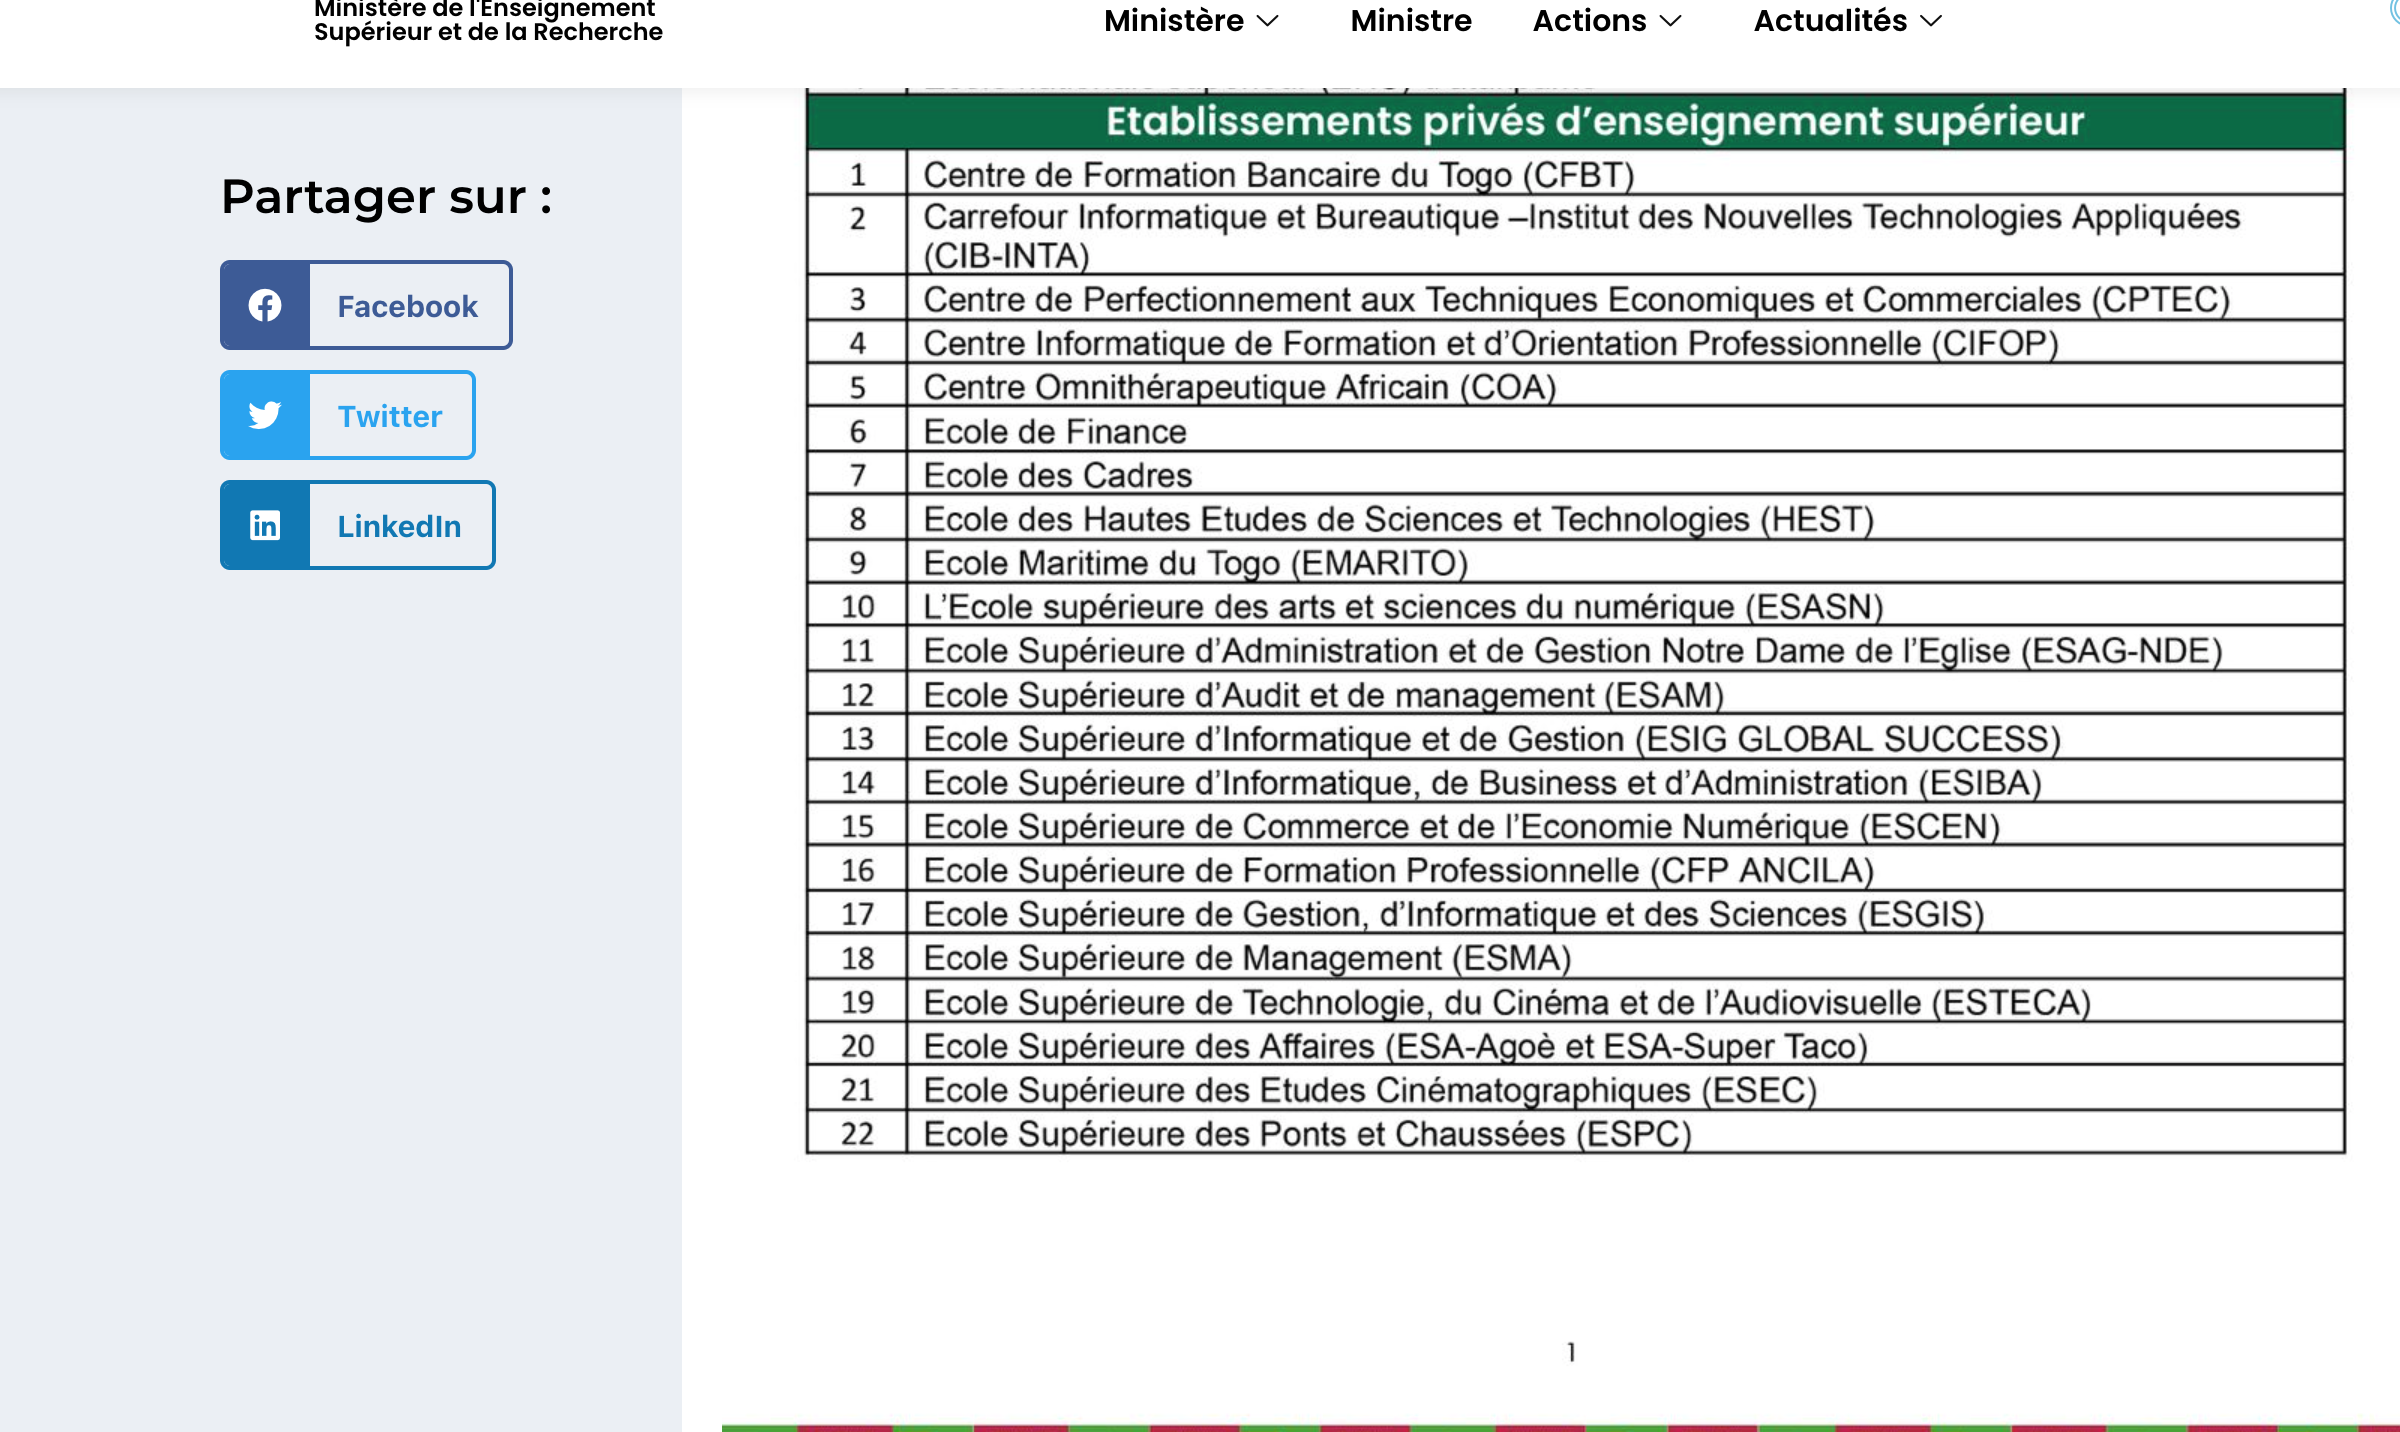 Ministère de l'Enseignement
Supérieur et de la Recherche
Ministère
Ministre
Actions
Actualités
Partager sur :
Facebook
Twitter
LinkedIn
Etablissements privés d’enseignement supérieur
1 Centre de Formation Bancaire du Togo (CFBT)
2 Carrefour Informatique et Bureautique –Institut des Nouvelles Technologies Appliquées
(CIB-INTA)
3 Centre de Perfectionnement aux Techniques Economiques et Commerciales (CPTEC)
4 Centre Informatique de Formation et d’Orientation Professionnelle (CIFOP)
5 Centre Omnithérapeutique Africain (COA)
6 Ecole de Finance
7 Ecole des Cadres
8 Ecole des Hautes Etudes de Sciences et Technologies (HEST)
9 Ecole Maritime du Togo (EMARITO)
10 L’Ecole supérieure des arts et sciences du numérique (ESASN)
11 Ecole Supérieure d’Administration et de Gestion Notre Dame de l’Eglise (ESAG-NDE)
12 Ecole Supérieure d’Audit et de management (ESAM)
13 Ecole Supérieure d’Informatique et de Gestion (ESIG GLOBAL SUCCESS)
14 Ecole Supérieure d’Informatique, de Business et d’Administration (ESIBA)
15 Ecole Supérieure de Commerce et de l’Economie Numérique (ESCEN)
16 Ecole Supérieure de Formation Professionnelle (CFP ANCILA)
17 Ecole Supérieure de Gestion, d’Informatique et des Sciences (ESGIS)
18 Ecole Supérieure de Management (ESMA)
19 Ecole Supérieure de Technologie, du Cinéma et de l’Audiovisuelle (ESTECA)
20 Ecole Supérieure des Affaires (ESA-Agoè et ESA-Super Taco)
21 Ecole Supérieure des Etudes Cinématographiques (ESEC)
22 Ecole Supérieure des Ponts et Chaussées (ESPC)
1